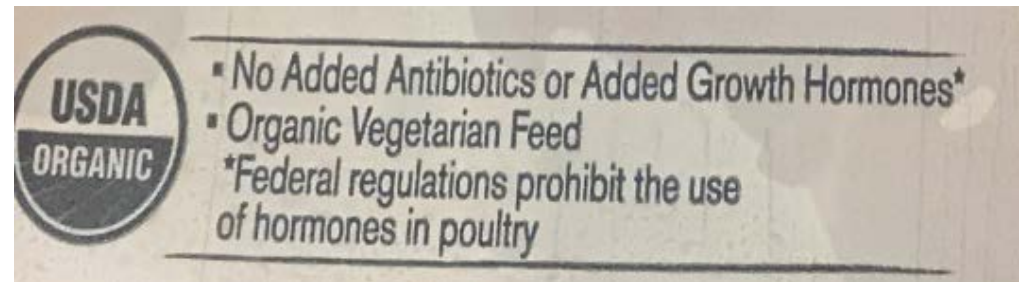 USDA
ORGANIC
▪ No Added Antibiotics or Added Growth Hormones*
▪ Organic Vegetarian Feed
*Federal regulations prohibit the use
of hormones in poultry